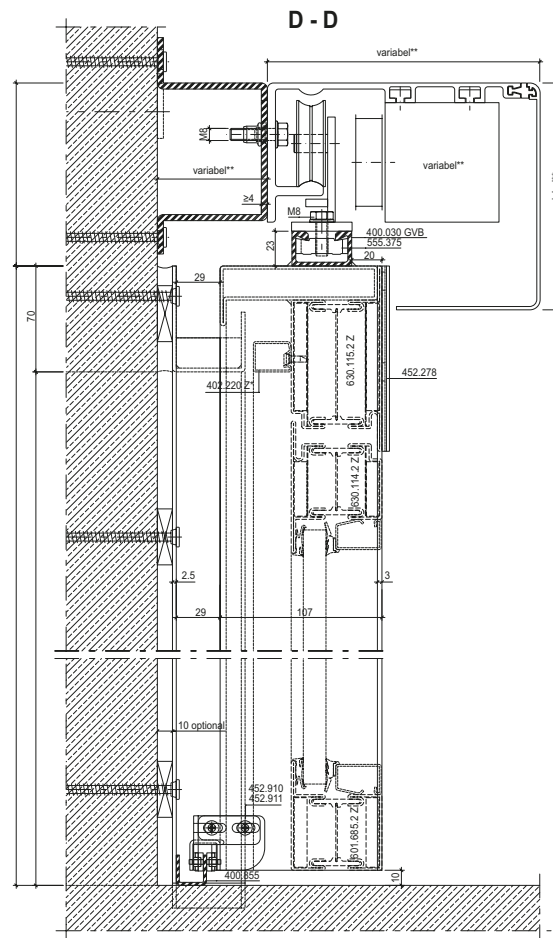 D - D
variabel**
M8
variabel**
variabel**
≥4
M8
400.030 GVB
555.375
23
20
29
70
630.115.2 Z
452.278
402.220 Z*
630.114.2 Z
2.5
3
29
107
10 optional
452.910
452.911
601.685.2 Z
400.855
10